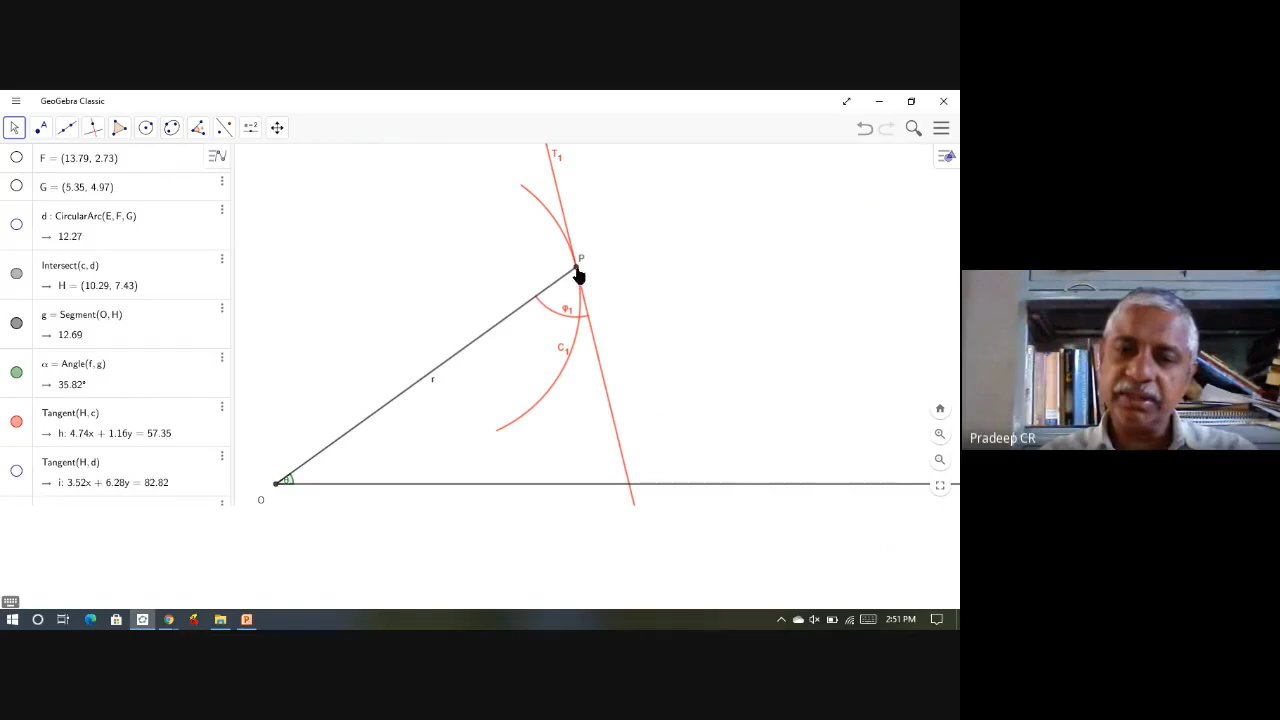 GeoGebra Classic
F = (13.79, 2.73)
G = (5.35, 4.97)
d : CircularArc(E, F, G)
→ 12.27
Intersect(c, d)
→ H = (10.29, 7.43)
g = Segment(O, H)
→ 12.69
α = Angle(f, g)
→ 35.82°
Tangent(H, c)
→ h: 4.74x + 1.16y = 57.35
Tangent(H, d)
→ i: 3.52x + 6.28y = 82.82
T₁
P
φ₁
C₁
r
θ
O
Pradeep CR
2:51 PM